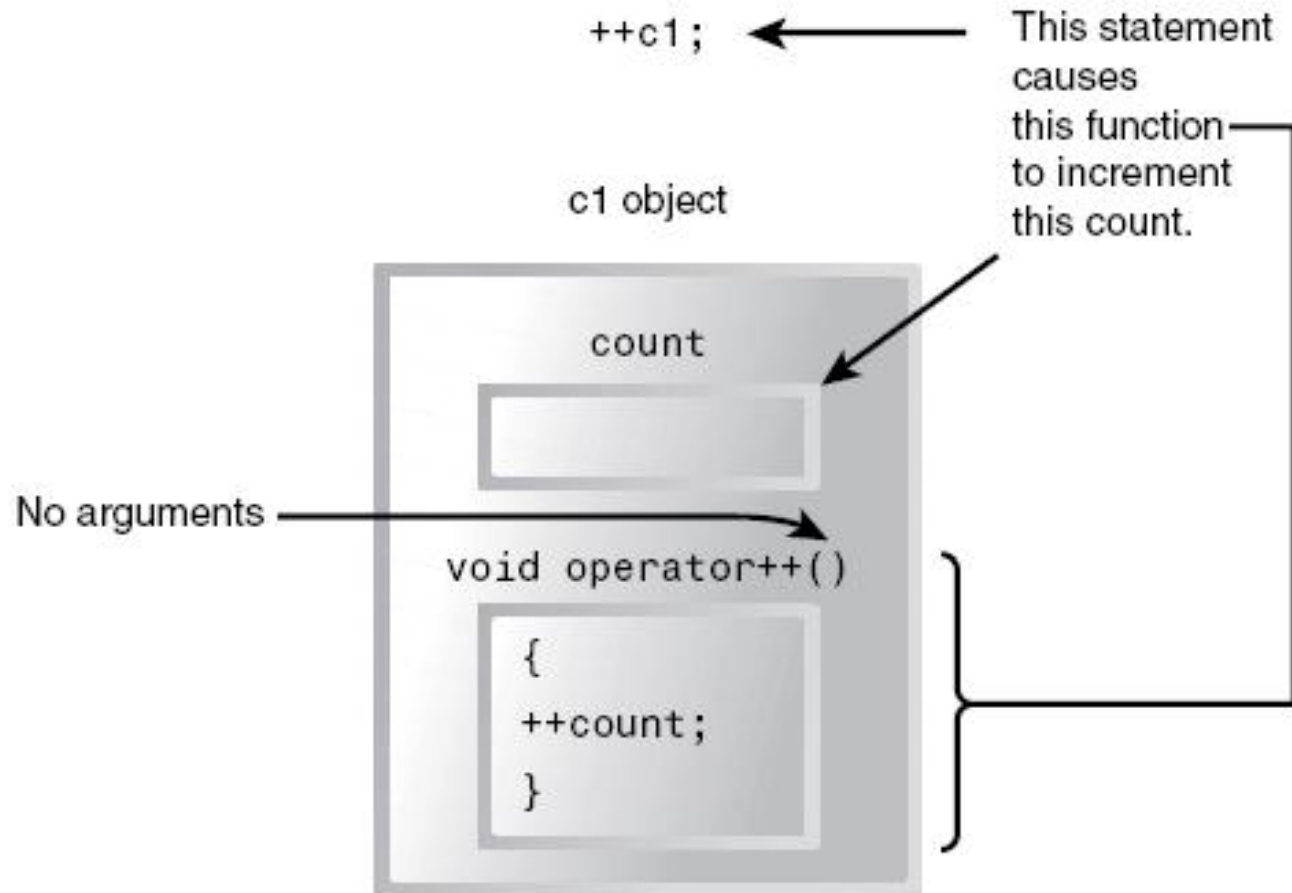 ++c1;
This statement
causes
this function
to increment
this count.
c1 object
count
No arguments
void operator++()
{
++count;
}